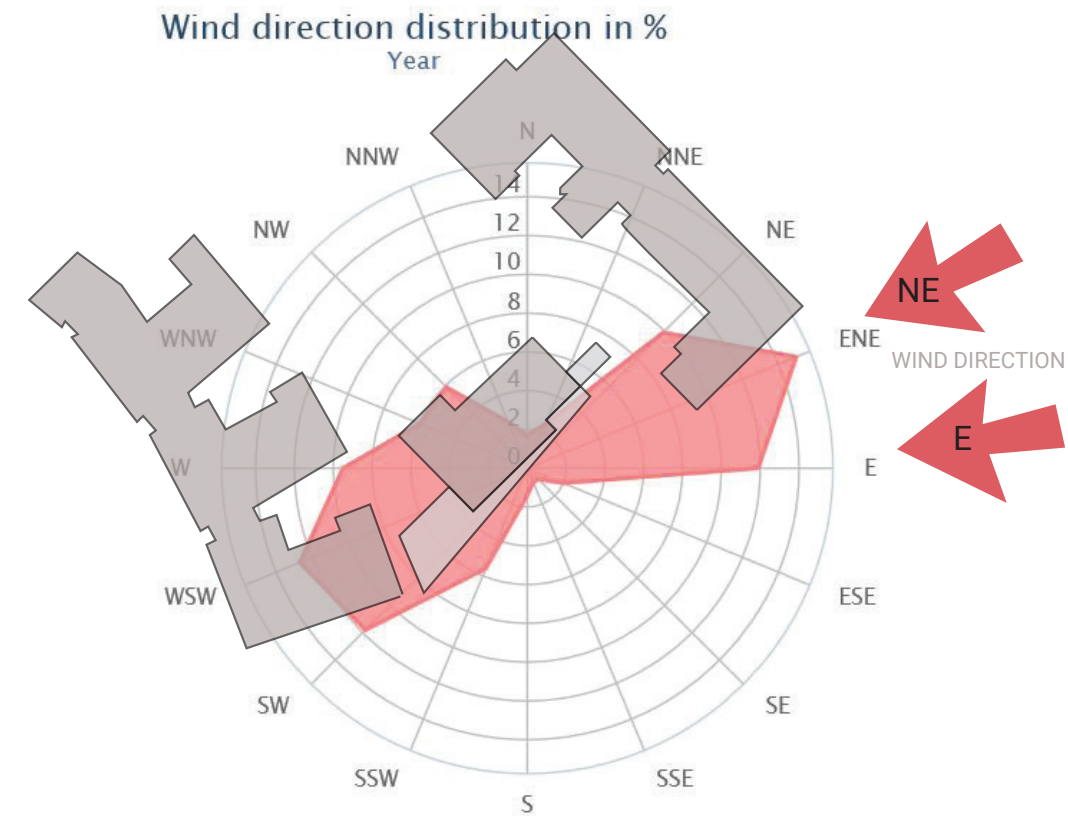 Wind direction distribution in %
Year
N
NNW
NNE
14
NW
12
NE
10
NE
8
WNW
6
ENE
WIND DIRECTION
4
2
E
0
W
E
WSW
ESE
SW
SE
SSW
SSE
S